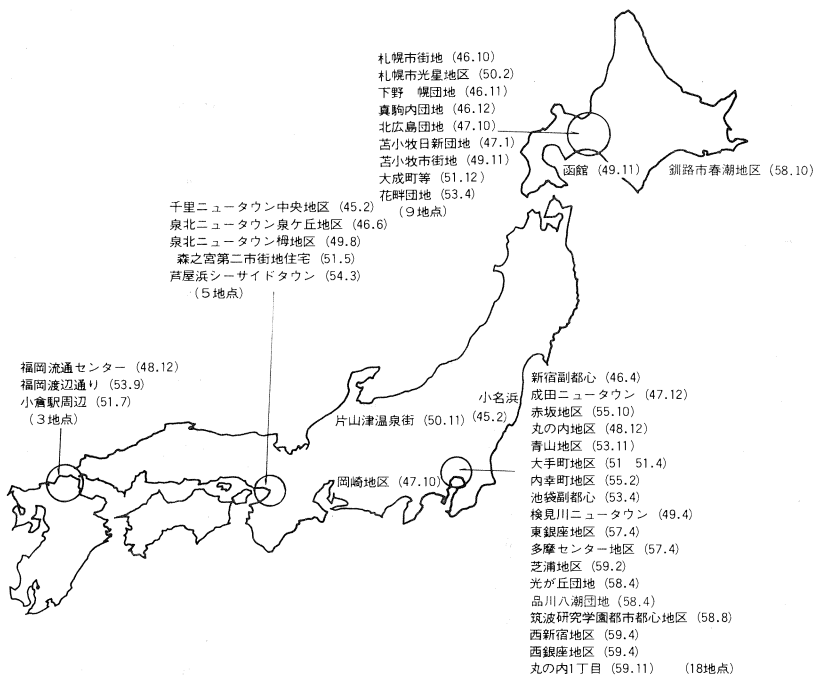 札幌市街地 (46.10)
札幌市光星地区 (50.2)
下野 幌団地 (46.11)
真駒内団地 (46.12)
北広島団地 (47.10)
苫小牧日新団地 (47.1)
苫小牧市街地 (49.11)
大成町等 (51.12)
花畔団地 (53.4)
(9地点)
函館 (49.11)
釧路市春潮地区 (58.10)
千里ニュータウン中央地区 (45.2)
泉北ニュータウン泉ケ丘地区 (46.6)
泉北ニュータウン栂地区 (49.8)
森之宮第二市街地住宅 (51.5)
芦屋浜シーサイドタウン (54.3)
(5地点)
福岡流通センター (48.12)
福岡渡辺通り (53.9)
小倉駅周辺 (51.7)
(3地点)
片山津温泉街 (50.11)
小名浜
(45.2)
岡崎地区 (47.10)
新宿副都心 (46.4)
成田ニュータウン (47.12)
赤坂地区 (55.10)
丸の内地区 (48.12)
青山地区 (53.11)
大手町地区 (51 51.4)
内幸町地区 (55.2)
池袋副都心 (53.4)
検見川ニュータウン (49.4)
東銀座地区 (57.4)
多摩センター地区 (57.4)
芝浦地区 (59.2)
光が丘団地 (58.4)
品川八潮団地 (58.4)
筑波研究学園都市都心地区 (58.8)
西新宿地区 (59.4)
西銀座地区 (59.4)
丸の内1丁目 (59.11) (18地点)